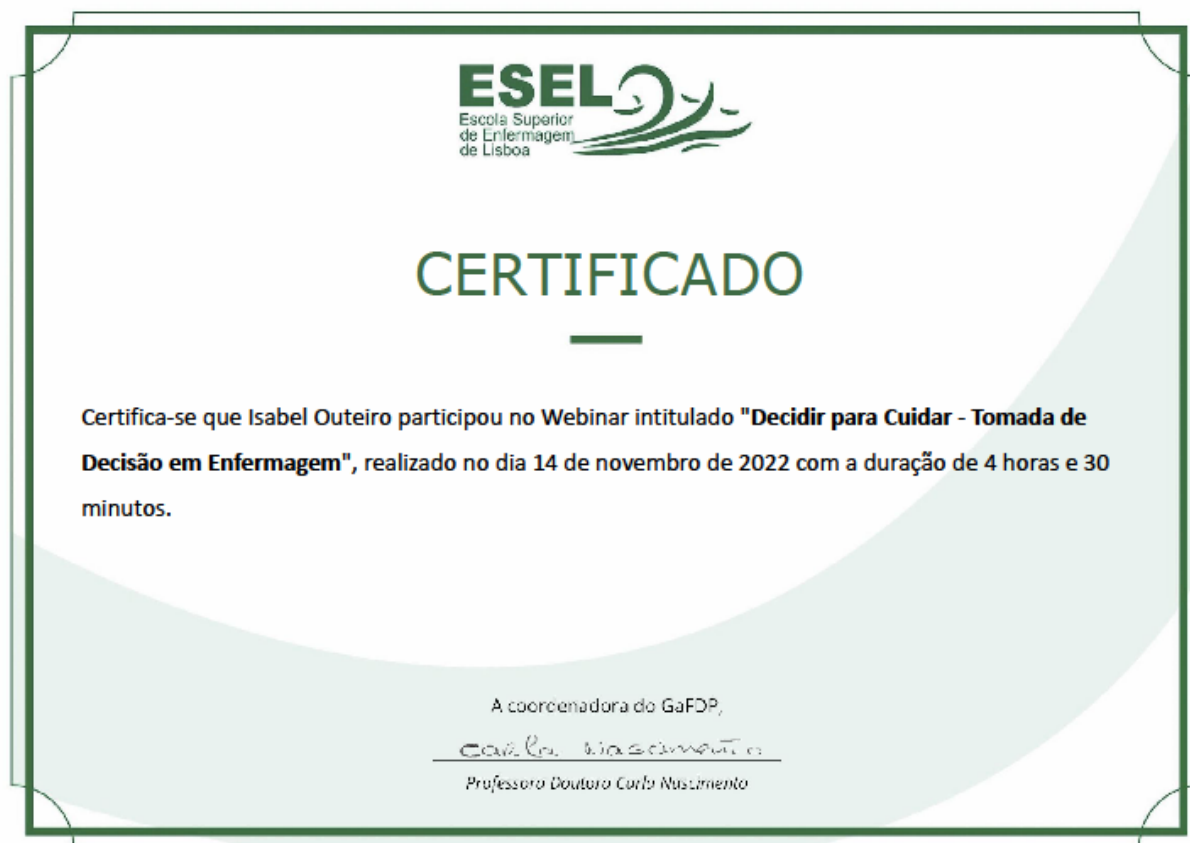 ESEL
Escola Superior
de Enfermagem
de Lisboa
CERTIFICADO
Certifica-se que Isabel Outeiro participou no Webinar intitulado "Decidir para Cuidar - Tomada de
Decisão em Enfermagem", realizado no dia 14 de novembro de 2022 com a duração de 4 horas e 30
minutos.
A coordenadora do GaFDP,
Carla Nascimento
Professora Doutora Carla Nascimento